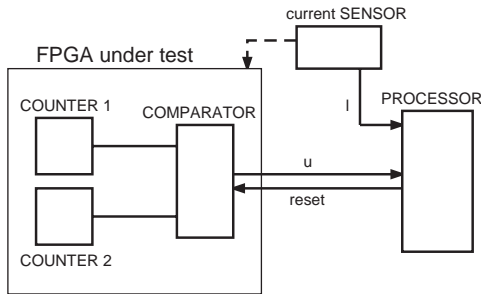 current SENSOR
FPGA under test
COUNTER 1
COMPARATOR
I
PROCESSOR
u
reset
COUNTER 2